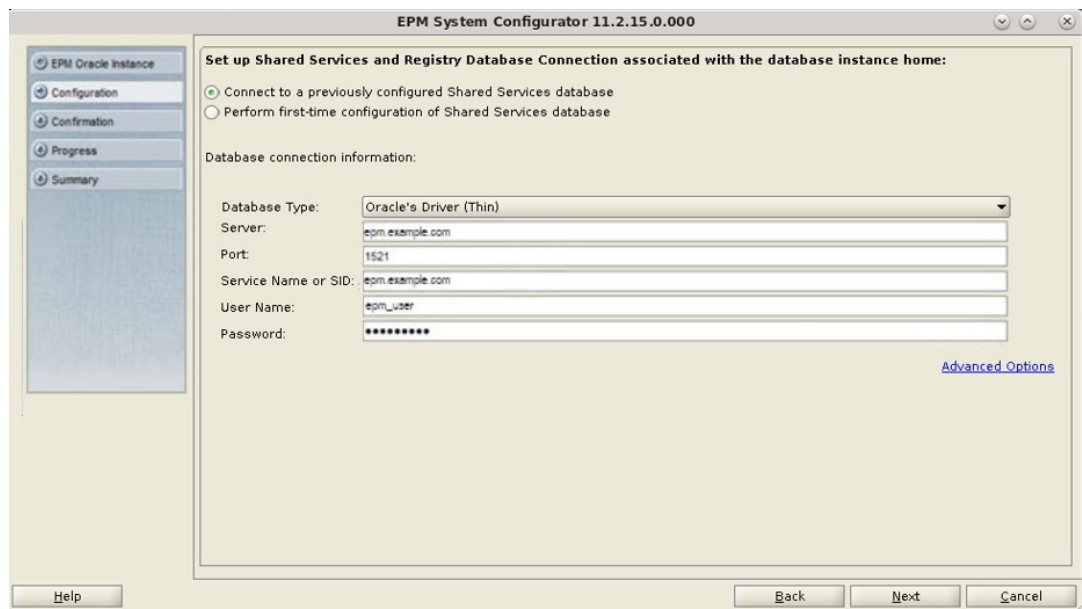 EPM System Configurator 11.2.15.0.000
EPM Oracle Instance
Configuration
Confirmation
Progress
Summary
Set up Shared Services and Registry Database Connection associated with the database instance home:
Connect to a previously configured Shared Services database
Perform first-time configuration of Shared Services database
Database connection information:
Database Type: Oracle's Driver (Thin)
Server: epm.example.com
Port: 1521
Service Name or SID: epm.example.com
User Name: epm_user
Password: •••••••••
Advanced Options
Help Back Next Cancel